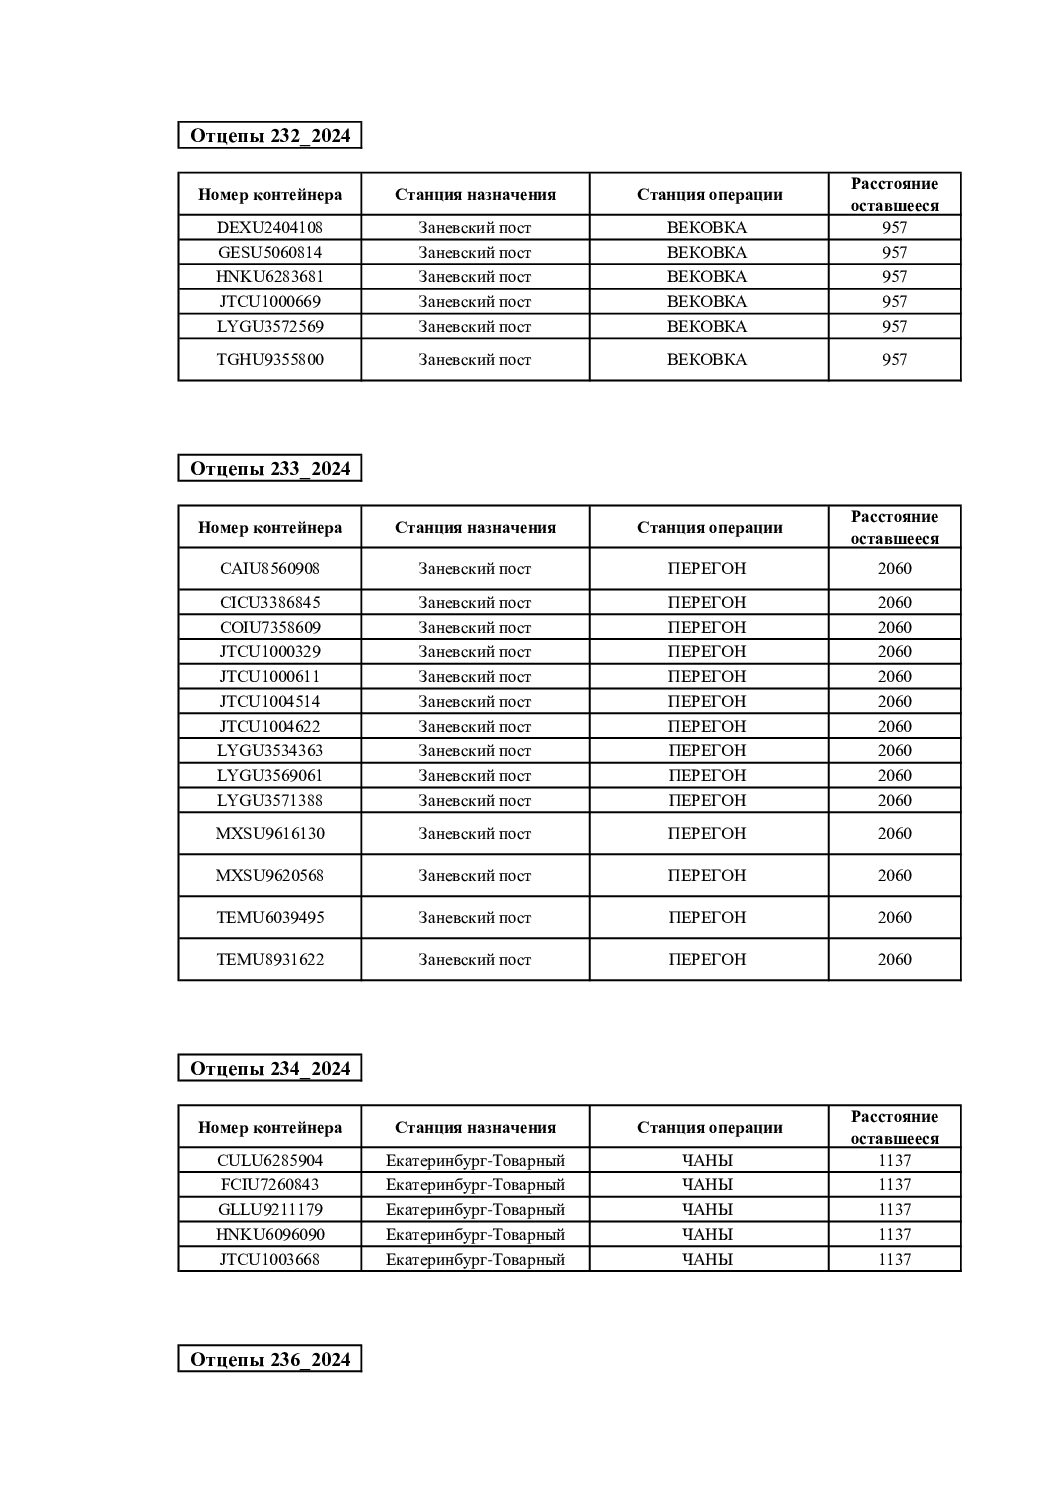 Отцепы 232_2024
Номер контейнера Станция назначения Станция операции Расстояние оставшееся
DEXU2404108 Заневский пост ВЕКОВКА 957
GESU5060814 Заневский пост ВЕКОВКА 957
HNKU6283681 Заневский пост ВЕКОВКА 957
JTCU1000669 Заневский пост ВЕКОВКА 957
LYGU3572569 Заневский пост ВЕКОВКА 957
TGHU9355800 Заневский пост ВЕКОВКА 957
Отцепы 233_2024
Номер контейнера Станция назначения Станция операции Расстояние оставшееся
CAIU8560908 Заневский пост ПЕРЕГОН 2060
CICU3386845 Заневский пост ПЕРЕГОН 2060
COIU7358609 Заневский пост ПЕРЕГОН 2060
JTCU1000329 Заневский пост ПЕРЕГОН 2060
JTCU1000611 Заневский пост ПЕРЕГОН 2060
JTCU1004514 Заневский пост ПЕРЕГОН 2060
JTCU1004622 Заневский пост ПЕРЕГОН 2060
LYGU3534363 Заневский пост ПЕРЕГОН 2060
LYGU3569061 Заневский пост ПЕРЕГОН 2060
LYGU3571388 Заневский пост ПЕРЕГОН 2060
MXSU9616130 Заневский пост ПЕРЕГОН 2060
MXSU9620568 Заневский пост ПЕРЕГОН 2060
TEMU6039495 Заневский пост ПЕРЕГОН 2060
TEMU8931622 Заневский пост ПЕРЕГОН 2060
Отцепы 234_2024
Номер контейнера Станция назначения Станция операции Расстояние оставшееся
CULU6285904 Екатеринбург-Товарный ЧАНЫ 1137
FCIU7260843 Екатеринбург-Товарный ЧАНЫ 1137
GLLU9211179 Екатеринбург-Товарный ЧАНЫ 1137
HNKU6096090 Екатеринбург-Товарный ЧАНЫ 1137
JTCU1003668 Екатеринбург-Товарный ЧАНЫ 1137
Отцепы 236_2024